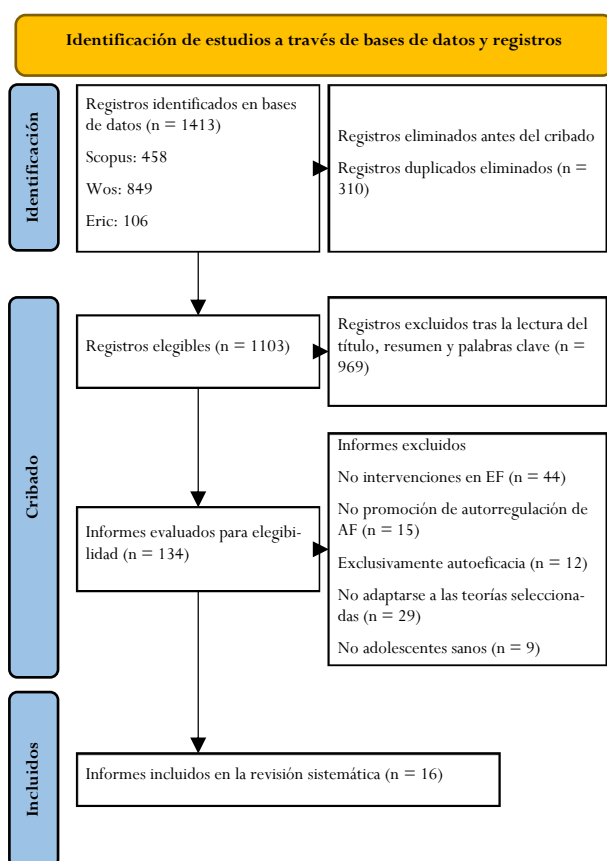 Identificación de estudios a través de bases de datos y registros
Identificación
Registros identificados en bases
de datos (n = 1413)
Scopus: 458
Wos: 849
Eric: 106
Registros eliminados antes del cribado
Registros duplicados eliminados (n =
310)
Cribado
Registros elegibles (n = 1103)
Registros excluidos tras la lectura del
título, resumen y palabras clave (n =
969)
Informes evaluados para elegibi-
lidad (n = 134)
Informes excluidos
No intervenciones en EF (n = 44)
No promoción de autorregulación de
AF (n = 15)
Exclusivamente autoeficacia (n = 12)
No adaptarse a las teorías selecciona-
das (n = 29)
No adolescentes sanos (n = 9)
Incluidos
Informes incluidos en la revisión sistemática (n = 16)